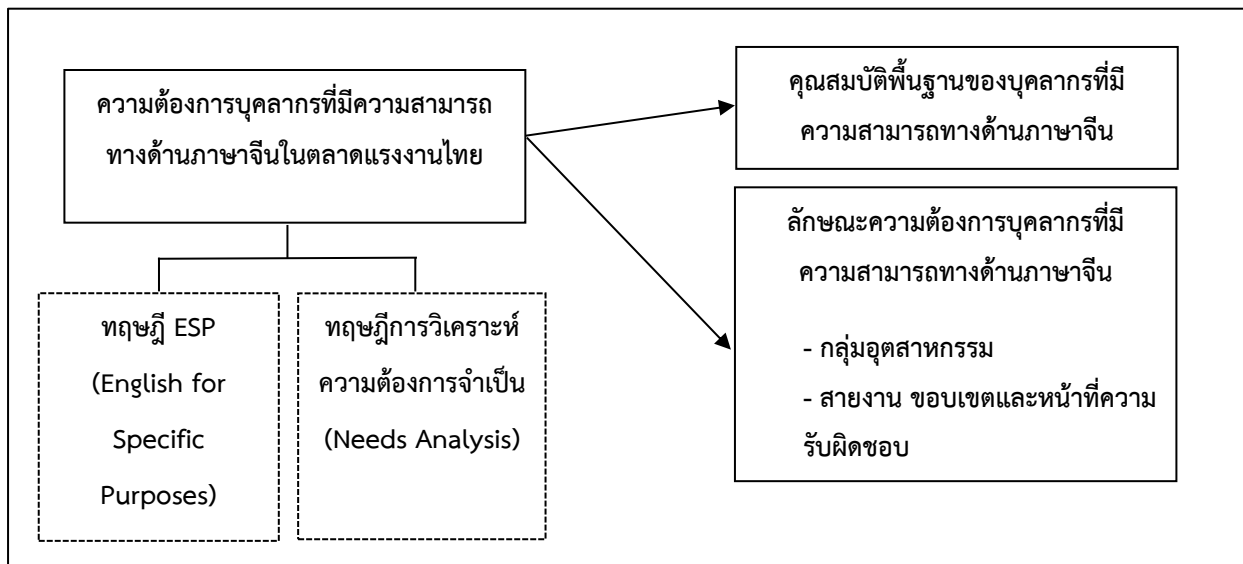 ความต้องการบุคลากรที่มีความสามารถ
ทางด้านภาษาจีนในตลาดแรงงานไทย
ทฤษฎี ESP
(English for
Specific
Purposes)
ทฤษฎีการวิเคราะห์
ความต้องการจำเป็น
(Needs Analysis)
คุณสมบัติพื้นฐานของบุคลากรที่มี
ความสามารถทางด้านภาษาจีน
ลักษณะความต้องการบุคลากรที่มี
ความสามารถทางด้านภาษาจีน
- กลุ่มอุตสาหกรรม
- สายงาน ขอบเขตและหน้าที่ความ
รับผิดชอบ